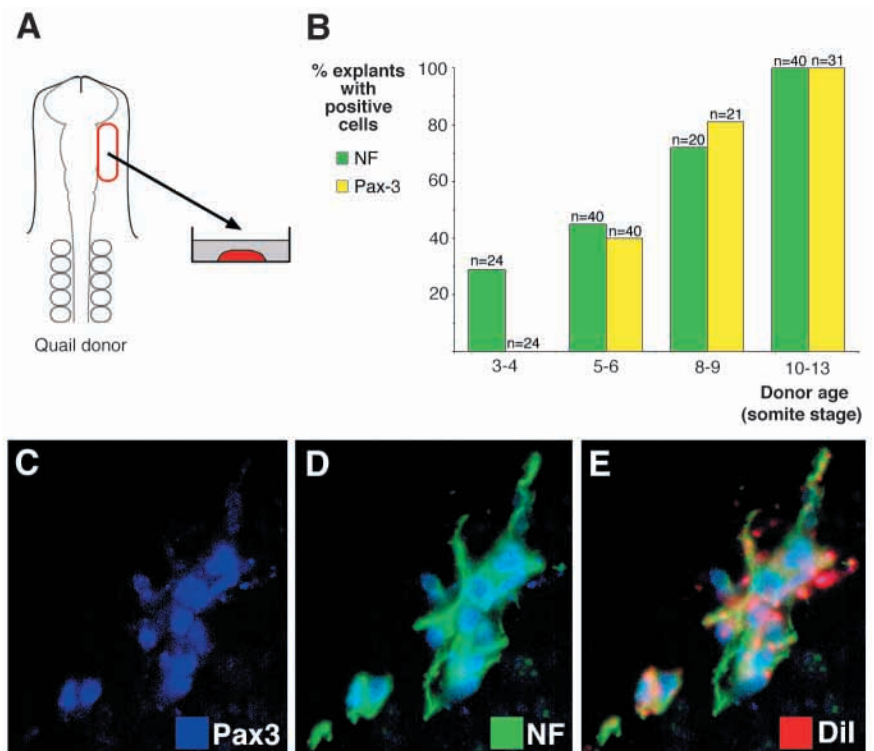 A
Quail donor
B
% explants
with
positive
cells
NF
Pax-3
100
80
60
40
20
n=24
n=24
n=40
n=40
n=20
n=21
n=40
n=31
3-4
5-6
8-9
10-13
Donor age
(somite stage)
C
Pax3
D
NF
E
DiI